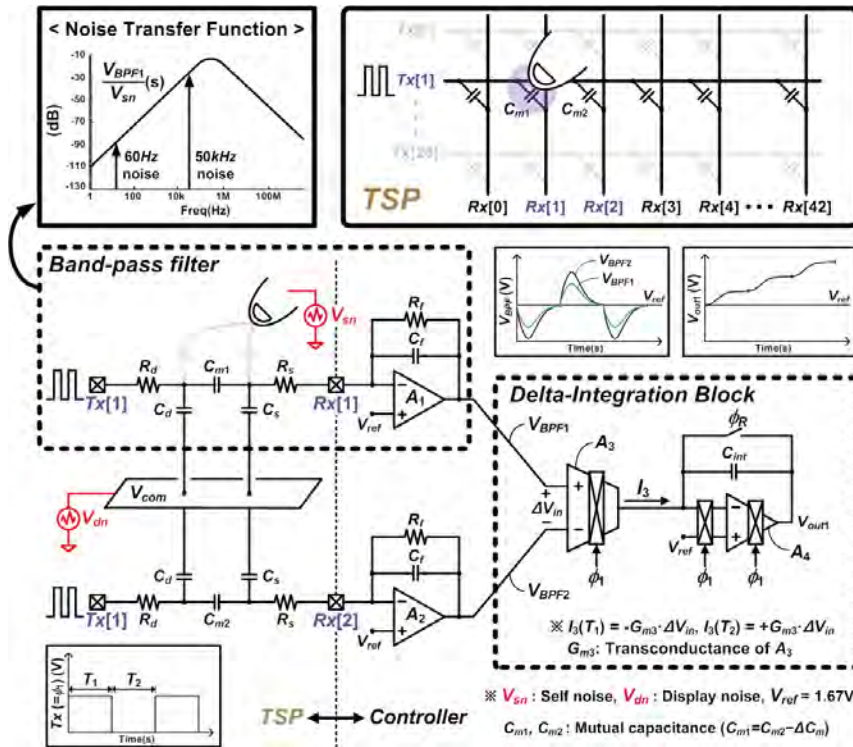 < Noise Transfer Function >
V_BPF1/V_sn (s)
(dB)
-10
-30
-50
-70
-90
-110
-130
60Hz noise
50kHz noise
1 100 10k 1M 100M
Freq(Hz)
Tx[1]
C_m1 C_m2
TSP
Rx[0] Rx[1] Rx[2] Rx[3] Rx[4] ••• Rx[42]
Band-pass filter
V_sn
R_f
C_f
R_d C_m1 R_s
Tx[1] Rx[1]
C_d C_s
V_ref
A_1
V_com
V_dn
C_d C_s
R_f
C_f
R_d C_m2 R_s
Tx[1] Rx[2]
V_ref
A_2
V_BPF (V)
V_BPF2
V_BPF1
V_ref
Time(s)
V_out1 (V)
V_ref
Time(s)
Delta-Integration Block
V_BPF1
V_BPF2
A_3
+
ΔV_in
−
I_3
ϕ_R
C_int
V_out1
V_ref
A_4
ϕ_1 ϕ_1 ϕ_1
※ I_3(T_1) = -G_m3·ΔV_in, I_3(T_2) = +G_m3·ΔV_in
G_m3: Transconductance of A_3
Tx (=ϕ_1) (V)
T_1 T_2
Time(s)
TSP Controller
※ V_sn : Self noise, V_dn : Display noise, V_ref = 1.67V
C_m1, C_m2 : Mutual capacitance (C_m1=C_m2−ΔC_m)